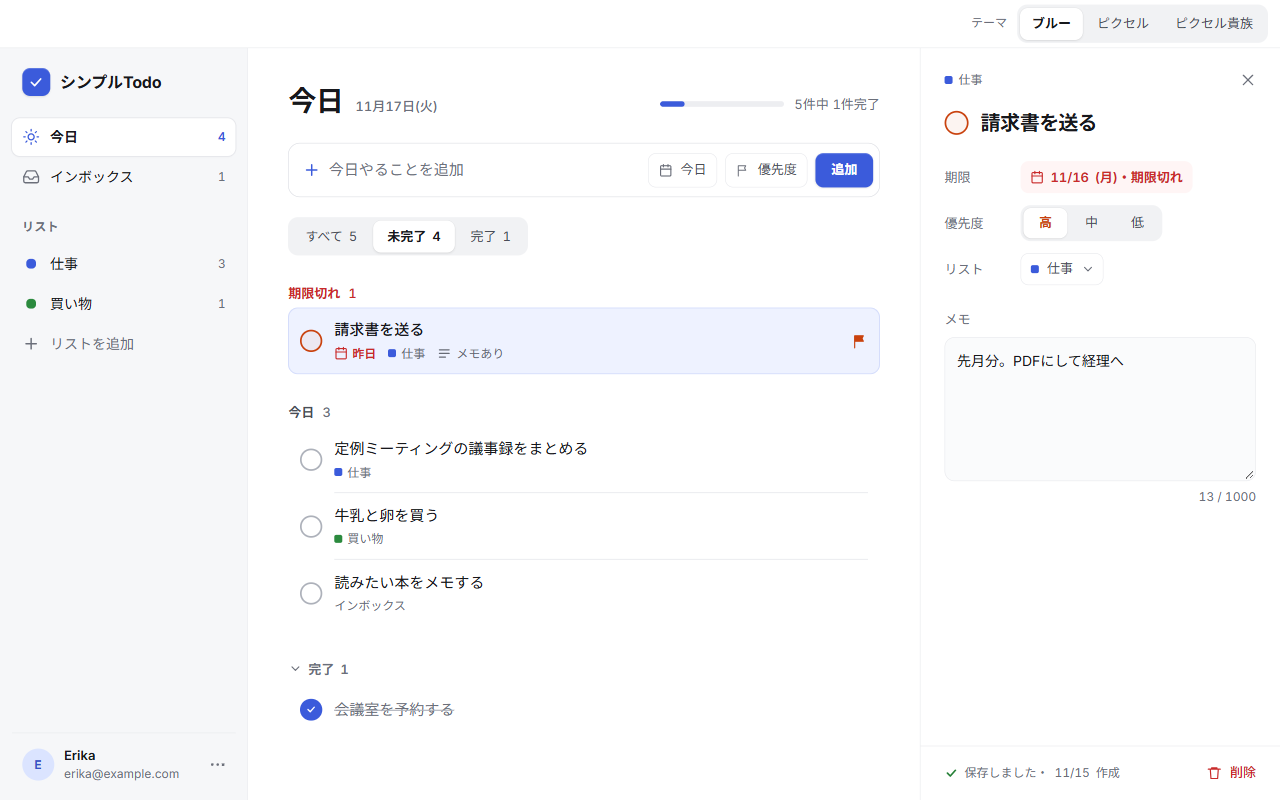 テーマ ブルー ピクセル ピクセル貴族
シンプルTodo
今日 4
インボックス 1
リスト
仕事 3
買い物 1
リストを追加
E
Erika
erika@example.com
今日 11月17日(火) 5件中 1件完了
今日やることを追加 今日 優先度 追加
すべて 5 未完了 4 完了 1
期限切れ 1
請求書を送る
昨日 仕事 メモあり
今日 3
定例ミーティングの議事録をまとめる
仕事
牛乳と卵を買う
買い物
読みたい本をメモする
インボックス
完了 1
会議室を予約する
仕事
請求書を送る
期限 11/16 (月)・期限切れ
優先度 高 中 低
リスト 仕事
メモ
先月分。PDFにして経理へ
13 / 1000
保存しました・ 11/15 作成 削除